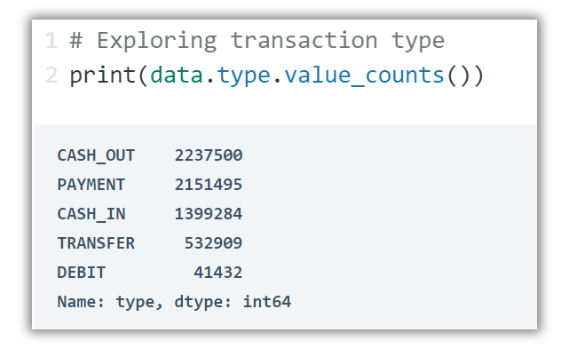 1 # Exploring transaction type
2 print(data.type.value_counts())
CASH_OUT 2237500
PAYMENT 2151495
CASH_IN 1399284
TRANSFER 532909
DEBIT 41432
Name: type, dtype: int64